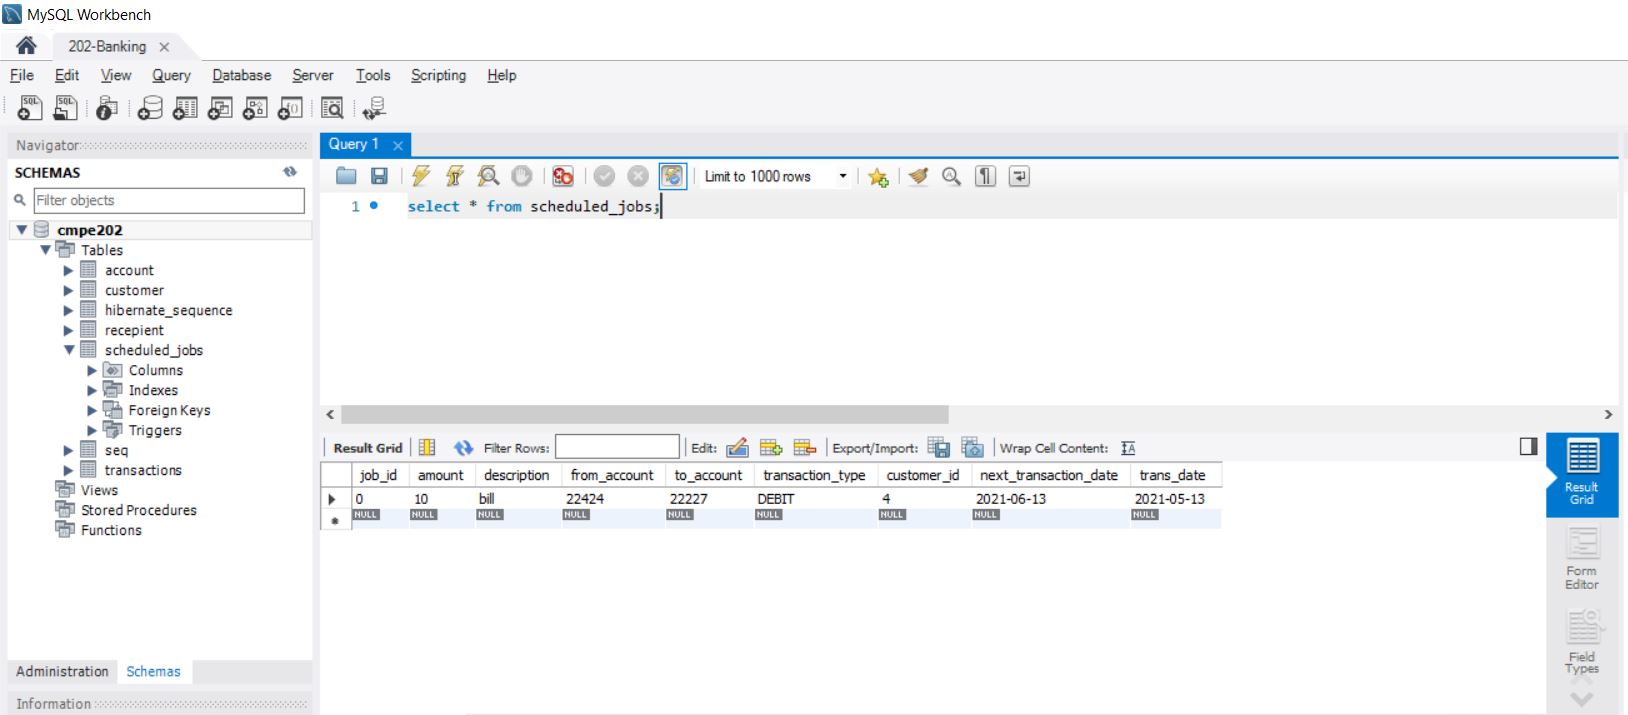 MySQL Workbench
202-Banking
File Edit View Query Database Server Tools Scripting Help
SQL SQL
Navigator
SCHEMAS
Filter objects
cmpe202
Tables
account
customer
hibernate_sequence
recepient
scheduled_jobs
Columns
Indexes
Foreign Keys
Triggers
seq
transactions
Views
Stored Procedures
Functions
Administration Schemas
Information
Query 1
Limit to 1000 rows
1 select * from scheduled_jobs;
Result Grid Filter Rows: Edit: Export/Import: Wrap Cell Content:
job_id amount description from_account to_account transaction_type customer_id next_transaction_date trans_date
0 10 bill 22424 22227 DEBIT 4 2021-06-13 2021-05-13
NULL NULL NULL NULL NULL NULL NULL NULL NULL
Result
Grid
Form
Editor
Field
Types